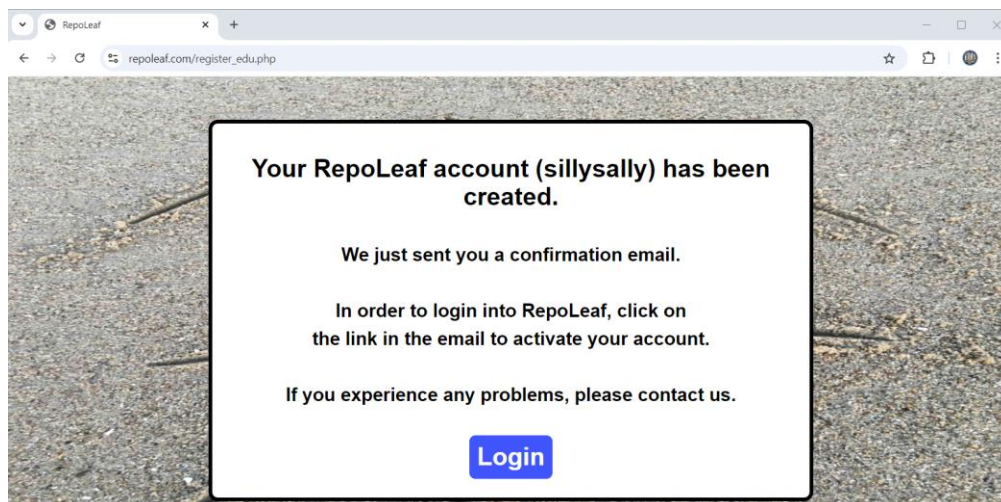 RepoLeaf
repoleaf.com/register_edu.php
Your RepoLeaf account (sillysally) has been
created.
We just sent you a confirmation email.
In order to login into RepoLeaf, click on
the link in the email to activate your account.
If you experience any problems, please contact us.
Login